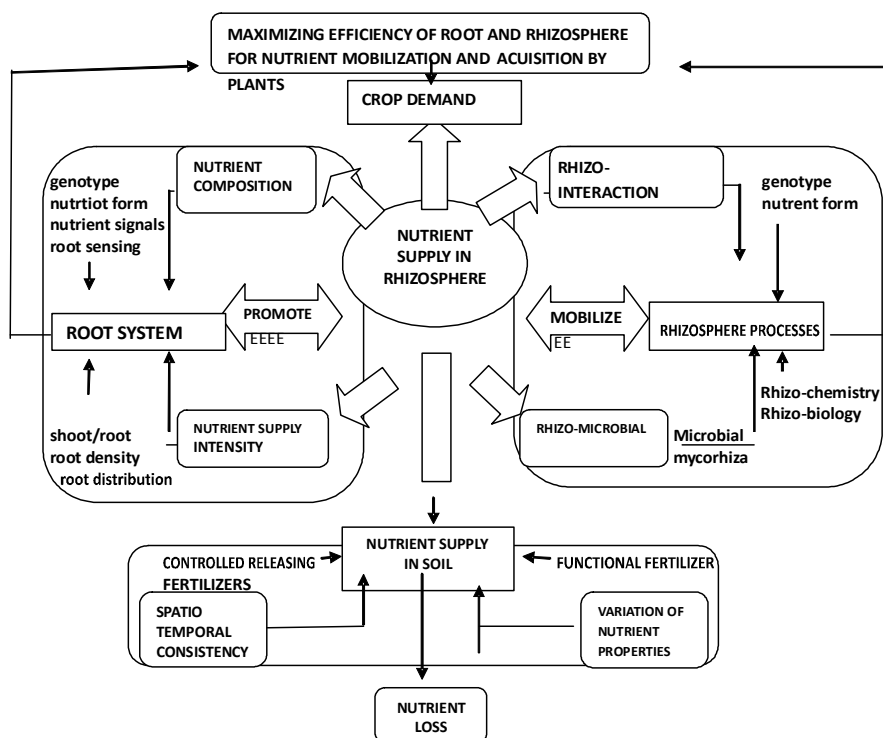 MAXIMIZING EFFICIENCY OF ROOT AND RHIZOSPHERE
FOR NUTRIENT MOBILIZATION AND ACUISITION BY
PLANTS
CROP DEMAND
NUTRIENT
COMPOSITION
genotype
nutrtiot form
nutrient signals
root sensing
RHIZO-
INTERACTION
genotype
nutrent form
NUTRIENT
SUPPLY IN
RHIZOSPHERE
ROOT SYSTEM
PROMOTE
EEEE
MOBILIZE
EE
RHIZOSPHERE PROCESSES
shoot/root
root density
root distribution
NUTRIENT SUPPLY
INTENSITY
RHIZO-MICROBIAL
Microbial
mycorhiza
Rhizo-chemistry
Rhizo-biology
CONTROLLED RELEASING
FERTILIZERS
NUTRIENT SUPPLY
IN SOIL
FUNCTIONAL FERTILIZER
SPATIO
TEMPORAL
CONSISTENCY
VARIATION OF
NUTRIENT
PROPERTIES
NUTRIENT
LOSS